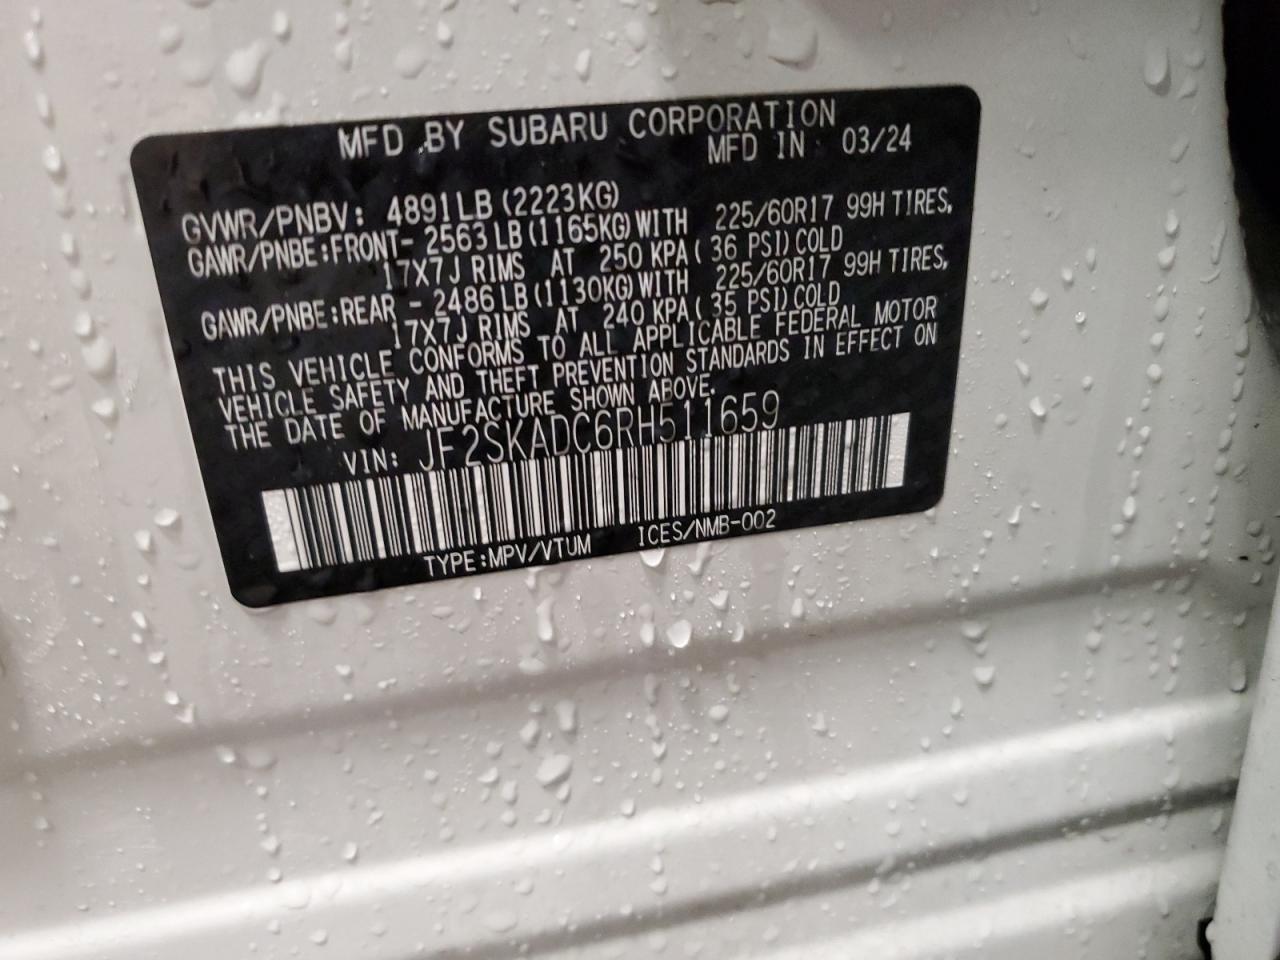 MFD BY SUBARU CORPORATION
MFD IN 03/24
GVWR/PNBV: 4891LB (2223KG)
GAWR/PNBE:FRONT- 2563LB (1165KG) WITH 225/60R17 99H TIRES,
17X7J RIMS AT 250 KPA( 36 PSI) COLD
GAWR/PNBE:REAR - 2486LB (1130KG) WITH 225/60R17 99H TIRES,
17X7J RIMS AT 240 KPA( 35 PSI) COLD
THIS VEHICLE CONFORMS TO ALL APPLICABLE FEDERAL MOTOR
VEHICLE SAFETY AND THEFT PREVENTION STANDARDS IN EFFECT ON
THE DATE OF MANUFACTURE SHOWN ABOVE.
VIN: JF2SKADC6RH511659
TYPE:MPV/VTUM ICES/NMB-002